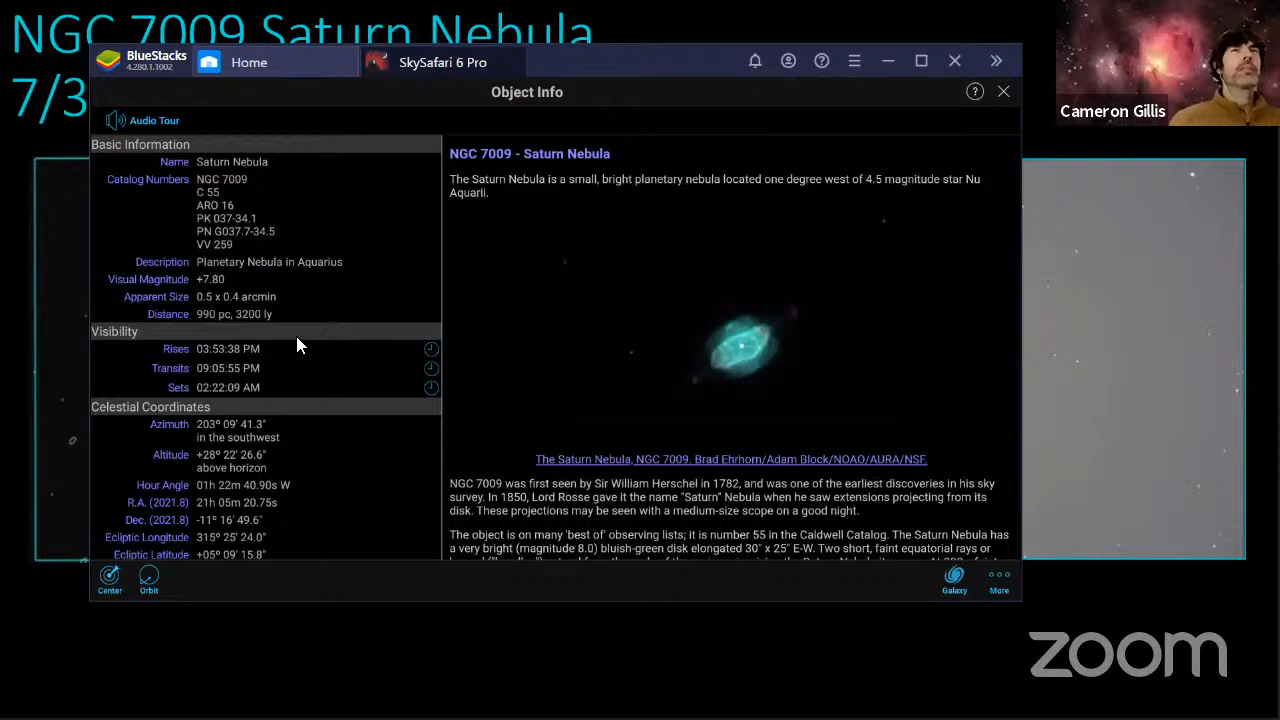 NGC 7009 Saturn Nebula
7/3
BlueStacks
4.280.1.1002
Home
SkySafari 6 Pro
Cameron Gillis
Object Info
Audio Tour
Basic Information
Name Saturn Nebula
Catalog Numbers NGC 7009
C 55
ARO 16
PK 037-34.1
PN G037.7-34.5
VV 259
Description Planetary Nebula in Aquarius
Visual Magnitude +7.80
Apparent Size 0.5 x 0.4 arcmin
Distance 990 pc, 3200 ly
Visibility
Rises 03:53:38 PM
Transits 09:05:55 PM
Sets 02:22:09 AM
Celestial Coordinates
Azimuth 203º 09' 41.3"
in the southwest
Altitude +28º 22' 26.6"
above horizon
Hour Angle 01h 22m 40.90s W
R.A. (2021.8) 21h 05m 20.75s
Dec. (2021.8) -11º 16' 49.6"
Ecliptic Longitude 315º 25' 24.0"
Ecliptic Latitude +05º 09' 15.8"
NGC 7009 - Saturn Nebula
The Saturn Nebula is a small, bright planetary nebula located one degree west of 4.5 magnitude star Nu
Aquarii.
The Saturn Nebula, NGC 7009. Brad Ehrhorn/Adam Block/NOAO/AURA/NSF.
NGC 7009 was first seen by Sir William Herschel in 1782, and was one of the earliest discoveries in his sky
survey. In 1850, Lord Rosse gave it the name "Saturn" Nebula when he saw extensions projecting from its
disk. These projections may be seen with a medium-size scope on a good night.
The object is on many 'best of' observing lists; it is number 55 in the Caldwell Catalog. The Saturn Nebula has
a very bright (magnitude 8.0) bluish-green disk elongated 30" x 25" E-W. Two short, faint equatorial rays or
Center
Orbit
Galaxy
More
zoom